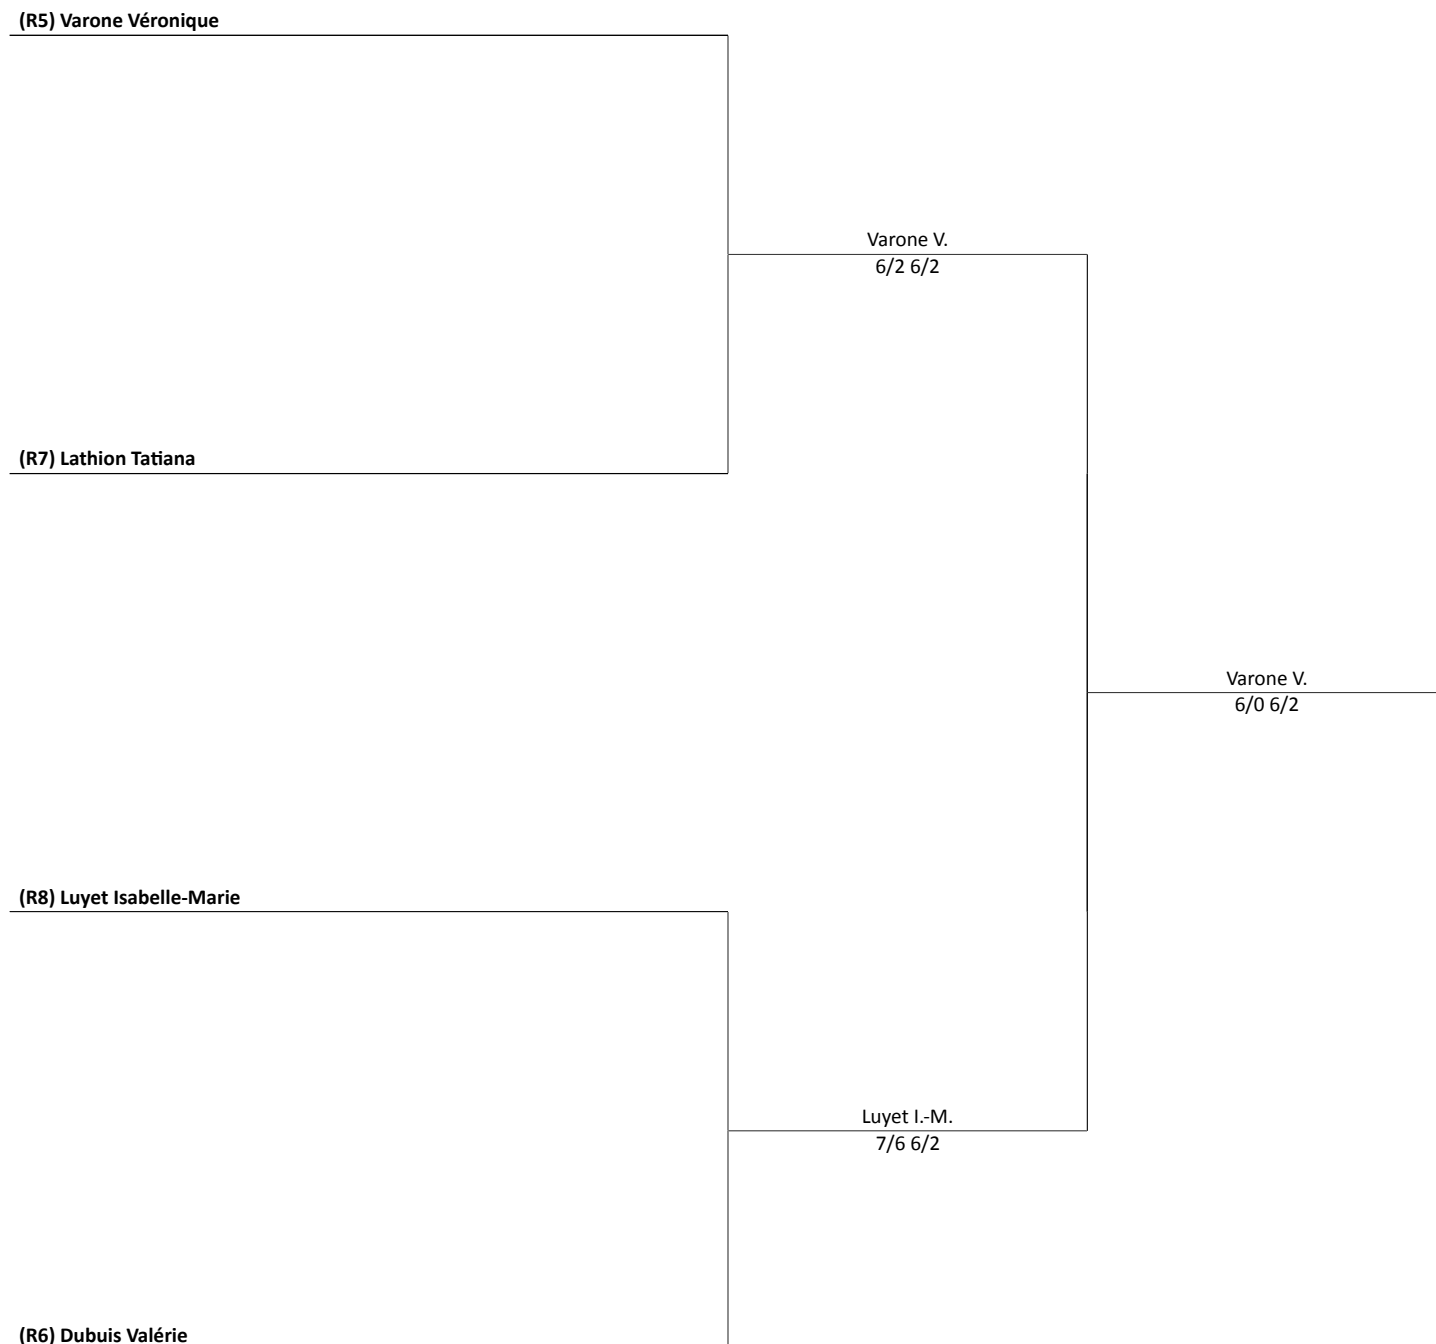 (R5) Varone Véronique
Varone V.
6/2 6/2
(R7) Lathion Tatiana
Varone V.
6/0 6/2
(R8) Luyet Isabelle-Marie
Luyet I.-M.
7/6 6/2
(R6) Dubuis Valérie